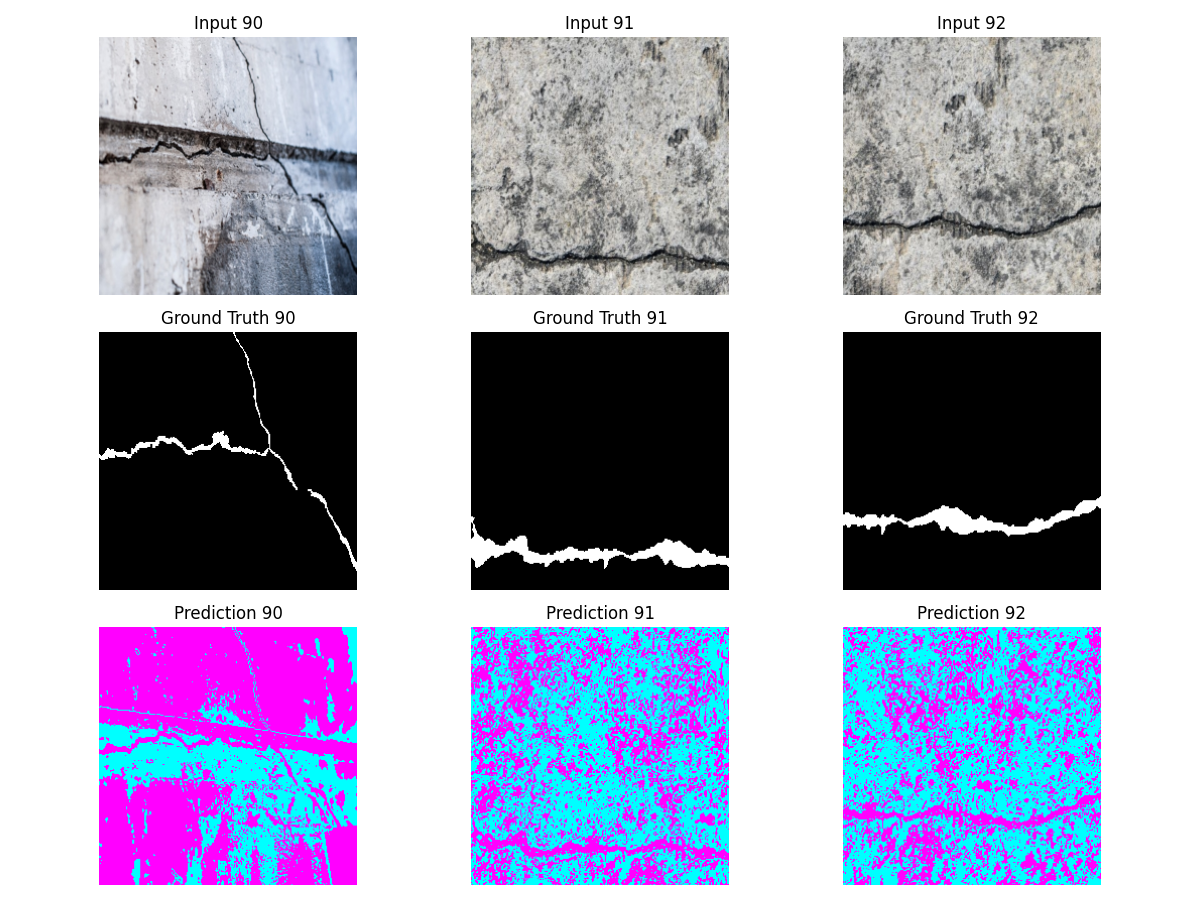 Input 90
Input 91
Input 92
Ground Truth 90
Ground Truth 91
Ground Truth 92
Prediction 90
Prediction 91
Prediction 92